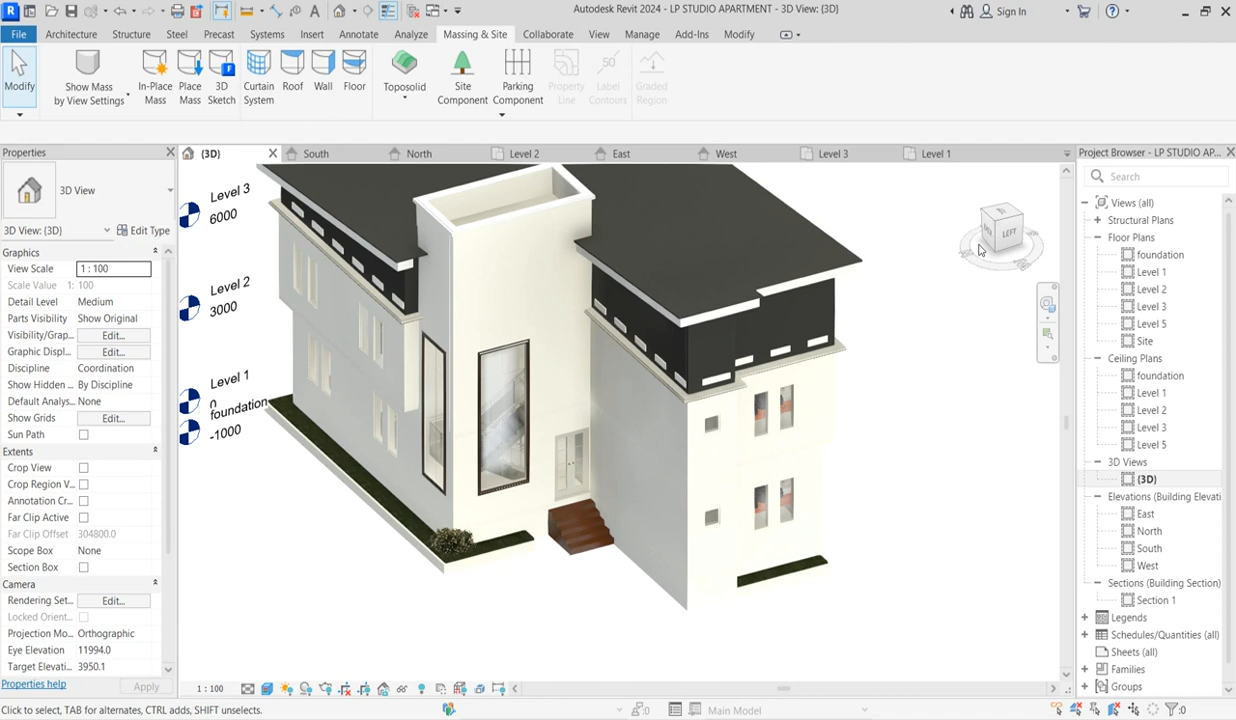 Autodesk Revit 2024 - LP STUDIO APARTMENT - 3D View: {3D}
Sign In
File Architecture Structure Steel Precast Systems Insert Annotate Analyze Massing & Site Collaborate View Manage Add-Ins Modify
Modify
Show Mass
by View Settings
In-Place
Mass
Place
Mass
3D
Sketch
Curtain
System
Roof
Wall
Floor
Toposolid
Site
Component
Parking
Component
Property
Line
Label
Contours
Graded
Region
Properties
{3D} South North Level 2 East West Level 3 Level 1
Project Browser - LP STUDIO AP...
3D View
3D View: {3D}
Edit Type
Graphics
View Scale 1 : 100
Scale Value 1: 100
Detail Level Medium
Parts Visibility Show Original
Visibility/Grap... Edit...
Graphic Displ... Edit...
Discipline Coordination
Show Hidden ... By Discipline
Default Analys... None
Show Grids Edit...
Sun Path
Extents
Crop View
Crop Region V...
Annotation Cr...
Far Clip Active
Far Clip Offset 304800.0
Scope Box None
Section Box
Camera
Rendering Set... Edit...
Locked Orient...
Projection Mo... Orthographic
Eye Elevation 11994.0
Target Elevati... 3950.1
Properties help
Apply
Level 3
6000
Level 2
3000
Level 1
0
foundation
-1000
LEFT
Search
Views (all)
Structural Plans
Floor Plans
foundation
Level 1
Level 2
Level 3
Level 5
Site
Ceiling Plans
foundation
Level 1
Level 2
Level 3
Level 5
3D Views
{3D}
Elevations (Building Elevati
East
North
South
West
Sections (Building Section)
Section 1
Legends
Schedules/Quantities (all)
Sheets (all)
Families
Groups
1 : 100
Click to select, TAB for alternates, CTRL adds, SHIFT unselects.
:0
Main Model
:0